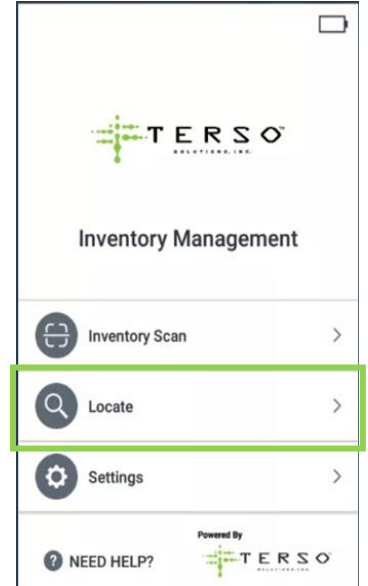 TERSO
SOLUTIONS, INC.
Inventory Management
Inventory Scan
Locate
Settings
? NEED HELP?
Powered By
TERSO
SOLUTIONS, INC.